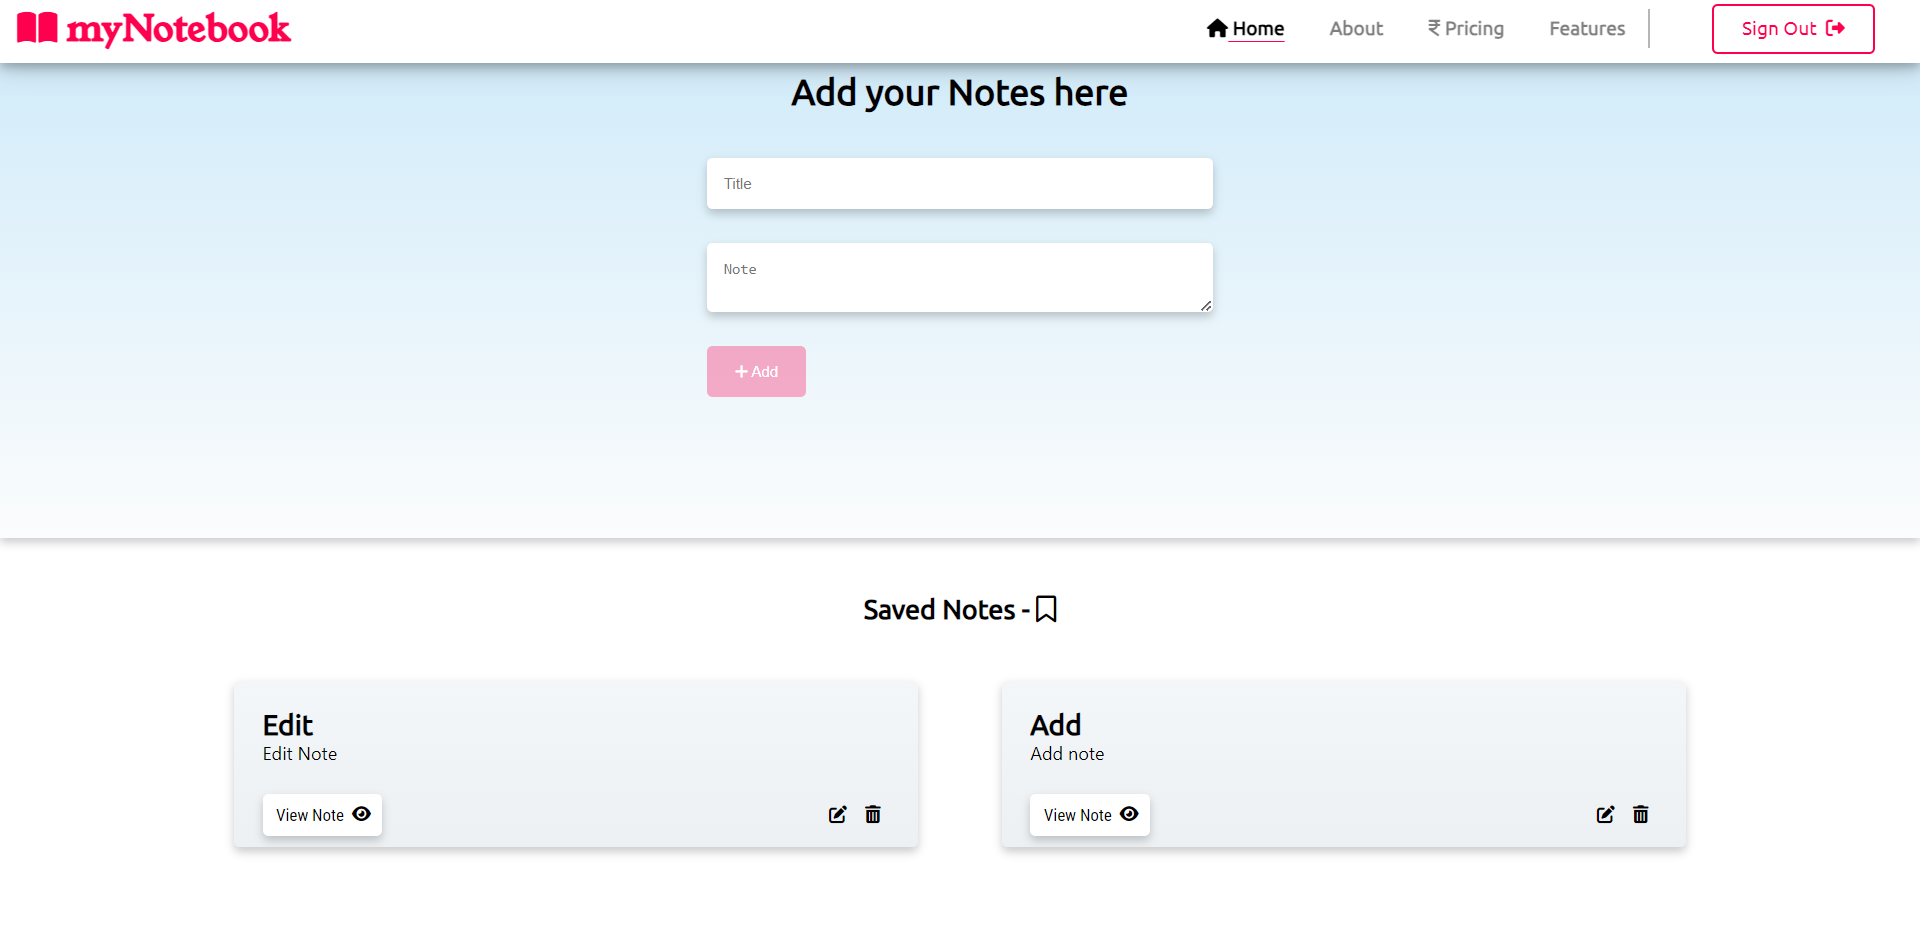 myNotebook
Home
About
₹ Pricing
Features
Sign Out
Add your Notes here
Title
Note
+ Add
Saved Notes -
Edit
Edit Note
View Note
Add
Add note
View Note